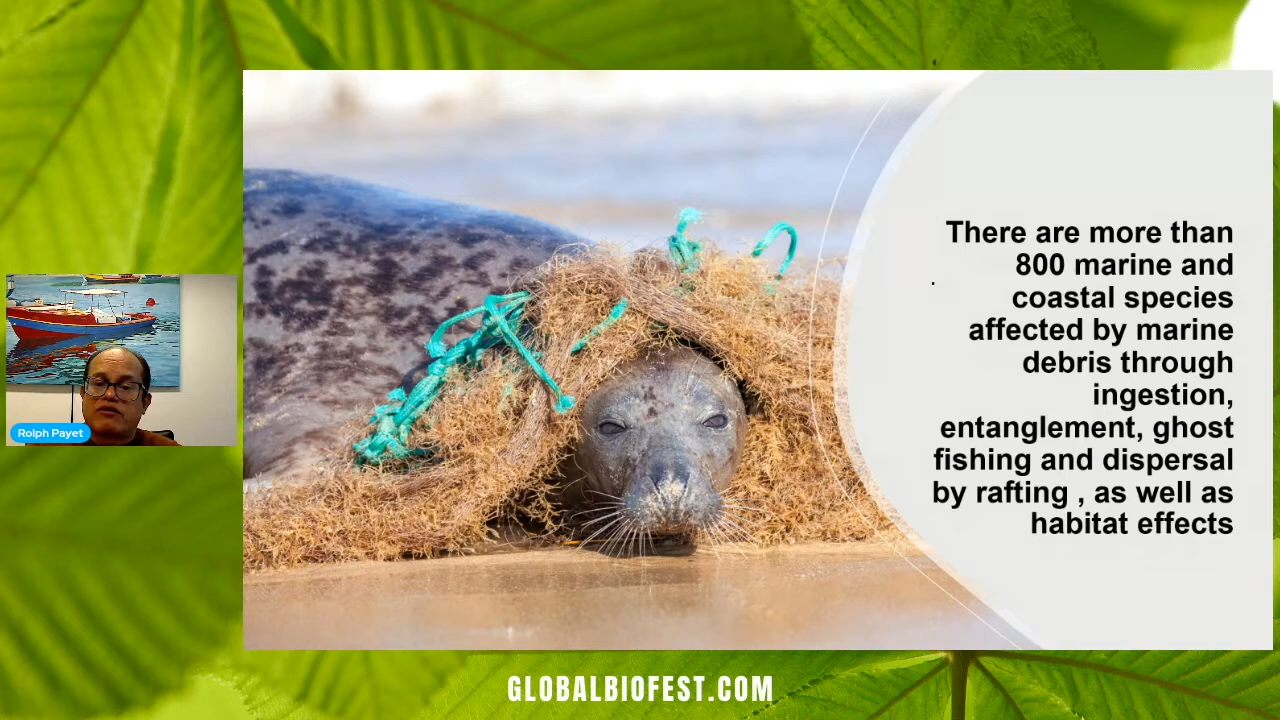 There are more than
800 marine and
coastal species
affected by marine
debris through
ingestion,
entanglement, ghost
fishing and dispersal
by rafting , as well as
habitat effects
Rolph Payet
GLOBALBIOFEST.COM